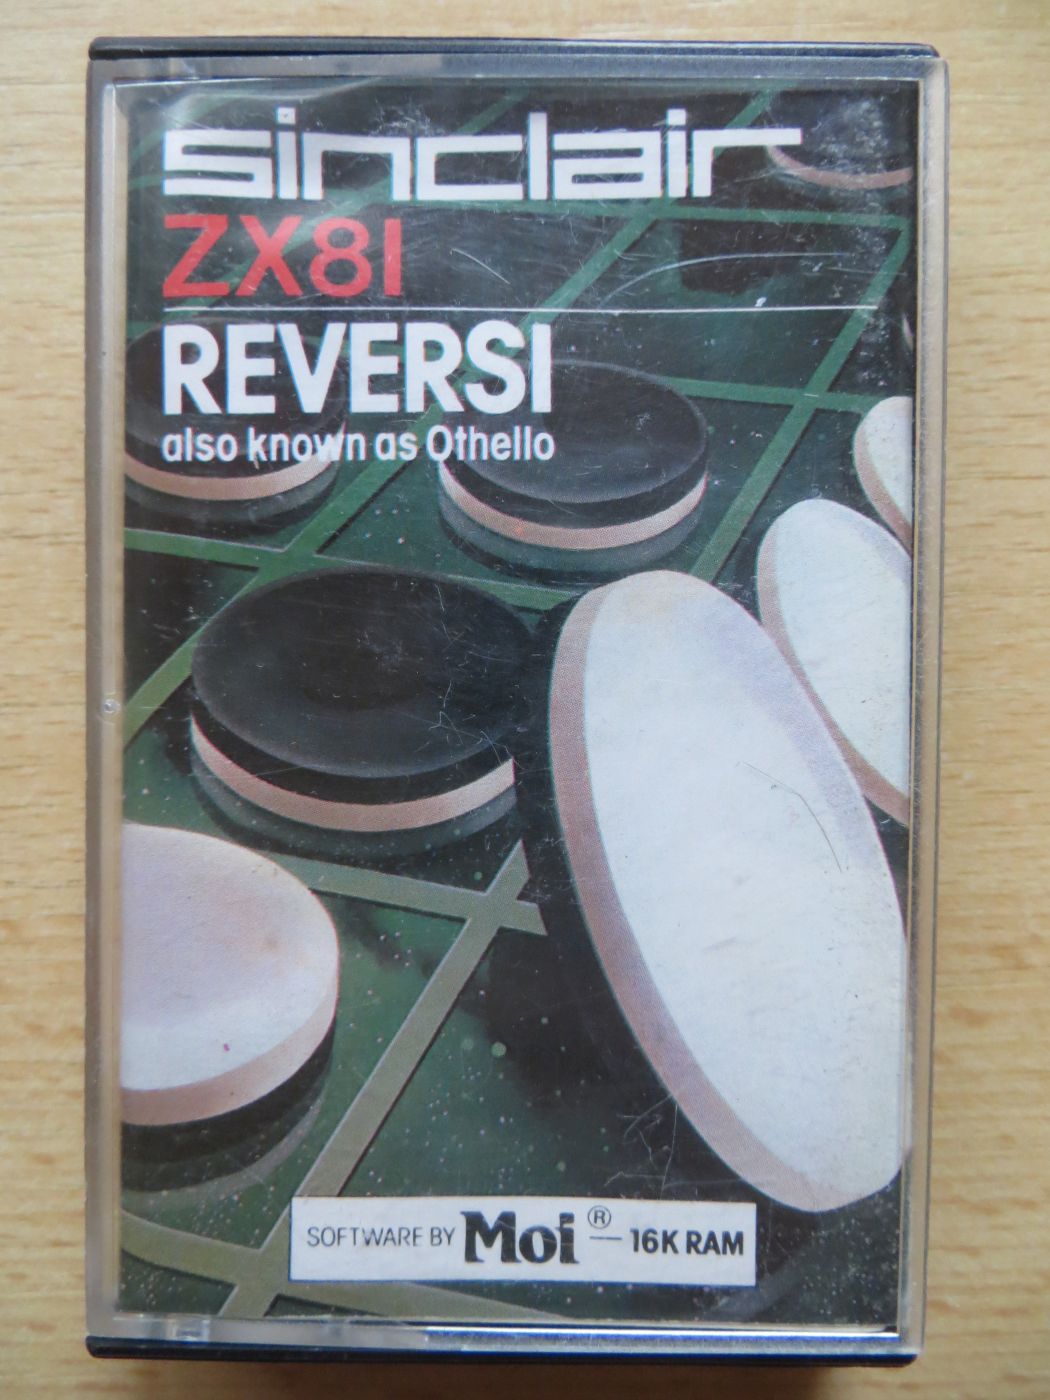 sinclair
ZX81
REVERSI
also known as Othello
SOFTWARE BY Moi ® — 16K RAM